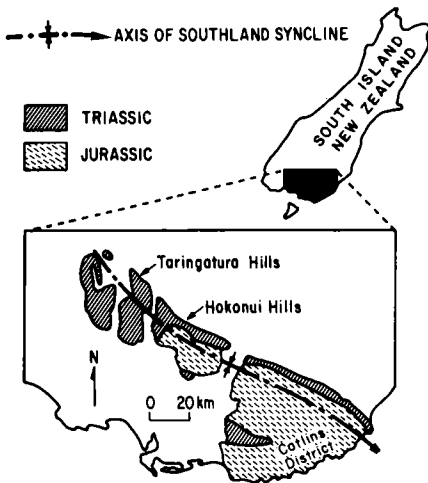 AXIS OF SOUTHLAND SYNCLINE
TRIASSIC
JURASSIC
SOUTH ISLAND
NEW ZEALAND
Taringatura Hills
Hokonui Hills
N
0 20 km
Catlins
District